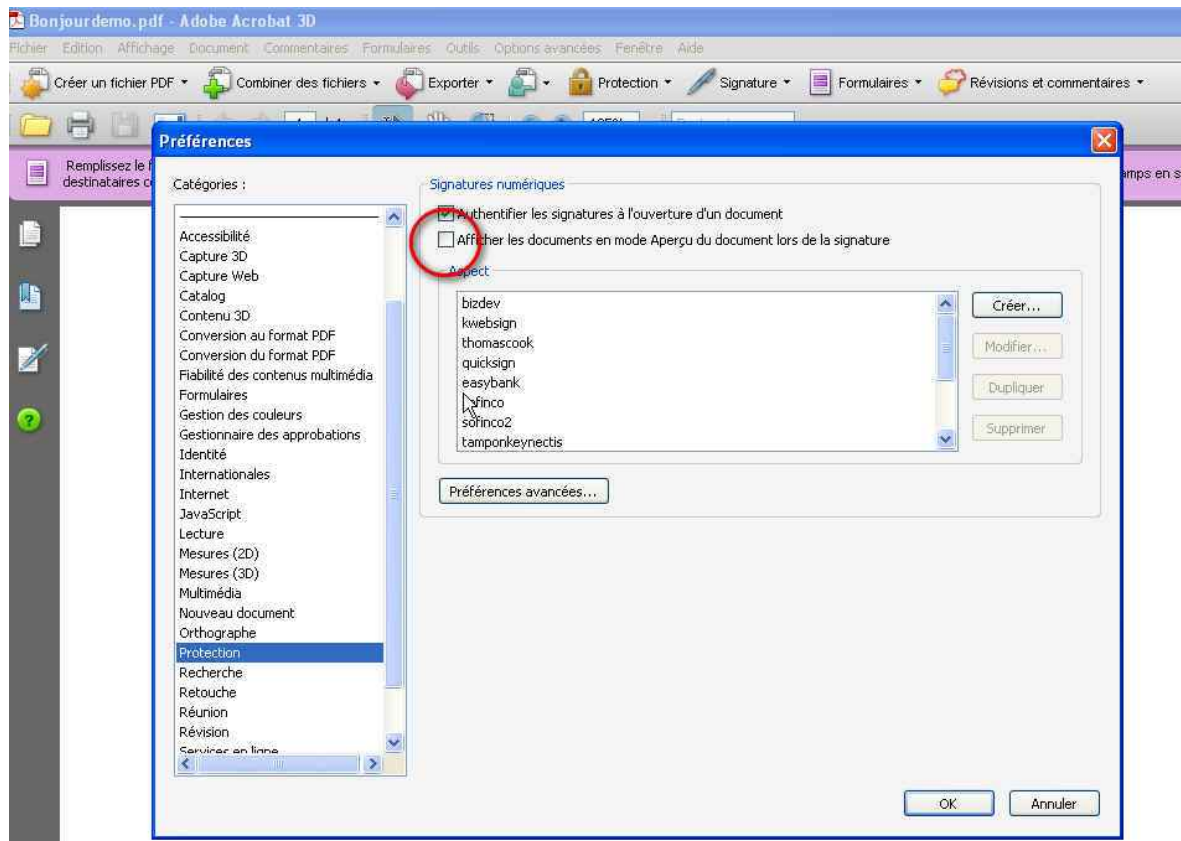 Bonjourdemo.pdf - Adobe Acrobat 3D
Fichier Edition Affichage Document Commentaires Formulaires Outils Options avancées Fenêtre Aide
Créer un fichier PDF Combiner des fichiers Exporter Protection Signature Formulaires Révisions et commentaires
Préférences
Remplissez le
destinataires
Catégories :
Accessibilité
Capture 3D
Capture Web
Catalog
Contenu 3D
Conversion au format PDF
Conversion du format PDF
Fiabilité des contenus multimédia
Formulaires
Gestion des couleurs
Gestionnaire des approbations
Identité
Internationales
Internet
JavaScript
Lecture
Mesures (2D)
Mesures (3D)
Multimédia
Nouveau document
Orthographe
Protection
Recherche
Retouche
Réunion
Révision
Services en ligne
Signatures numériques
Authentifier les signatures à l'ouverture d'un document
Afficher les documents en mode Aperçu du document lors de la signature
Aspect
bizdev
kwebsign
thomascook
quicksign
easybank
sofinco2
tamponkeynectis
Créer...
Modifier...
Dupliquer
Supprimer
Préférences avancées...
OK Annuler